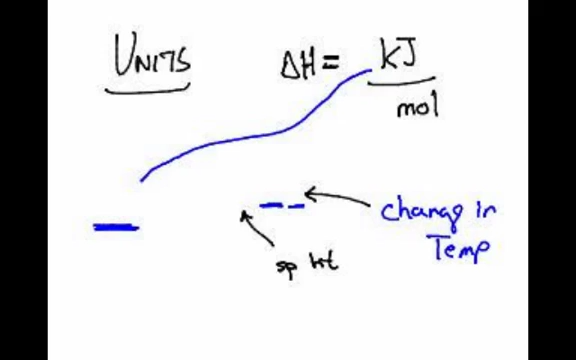 UNITS
ΔH = kJ
mol
change in
Temp
sp ht